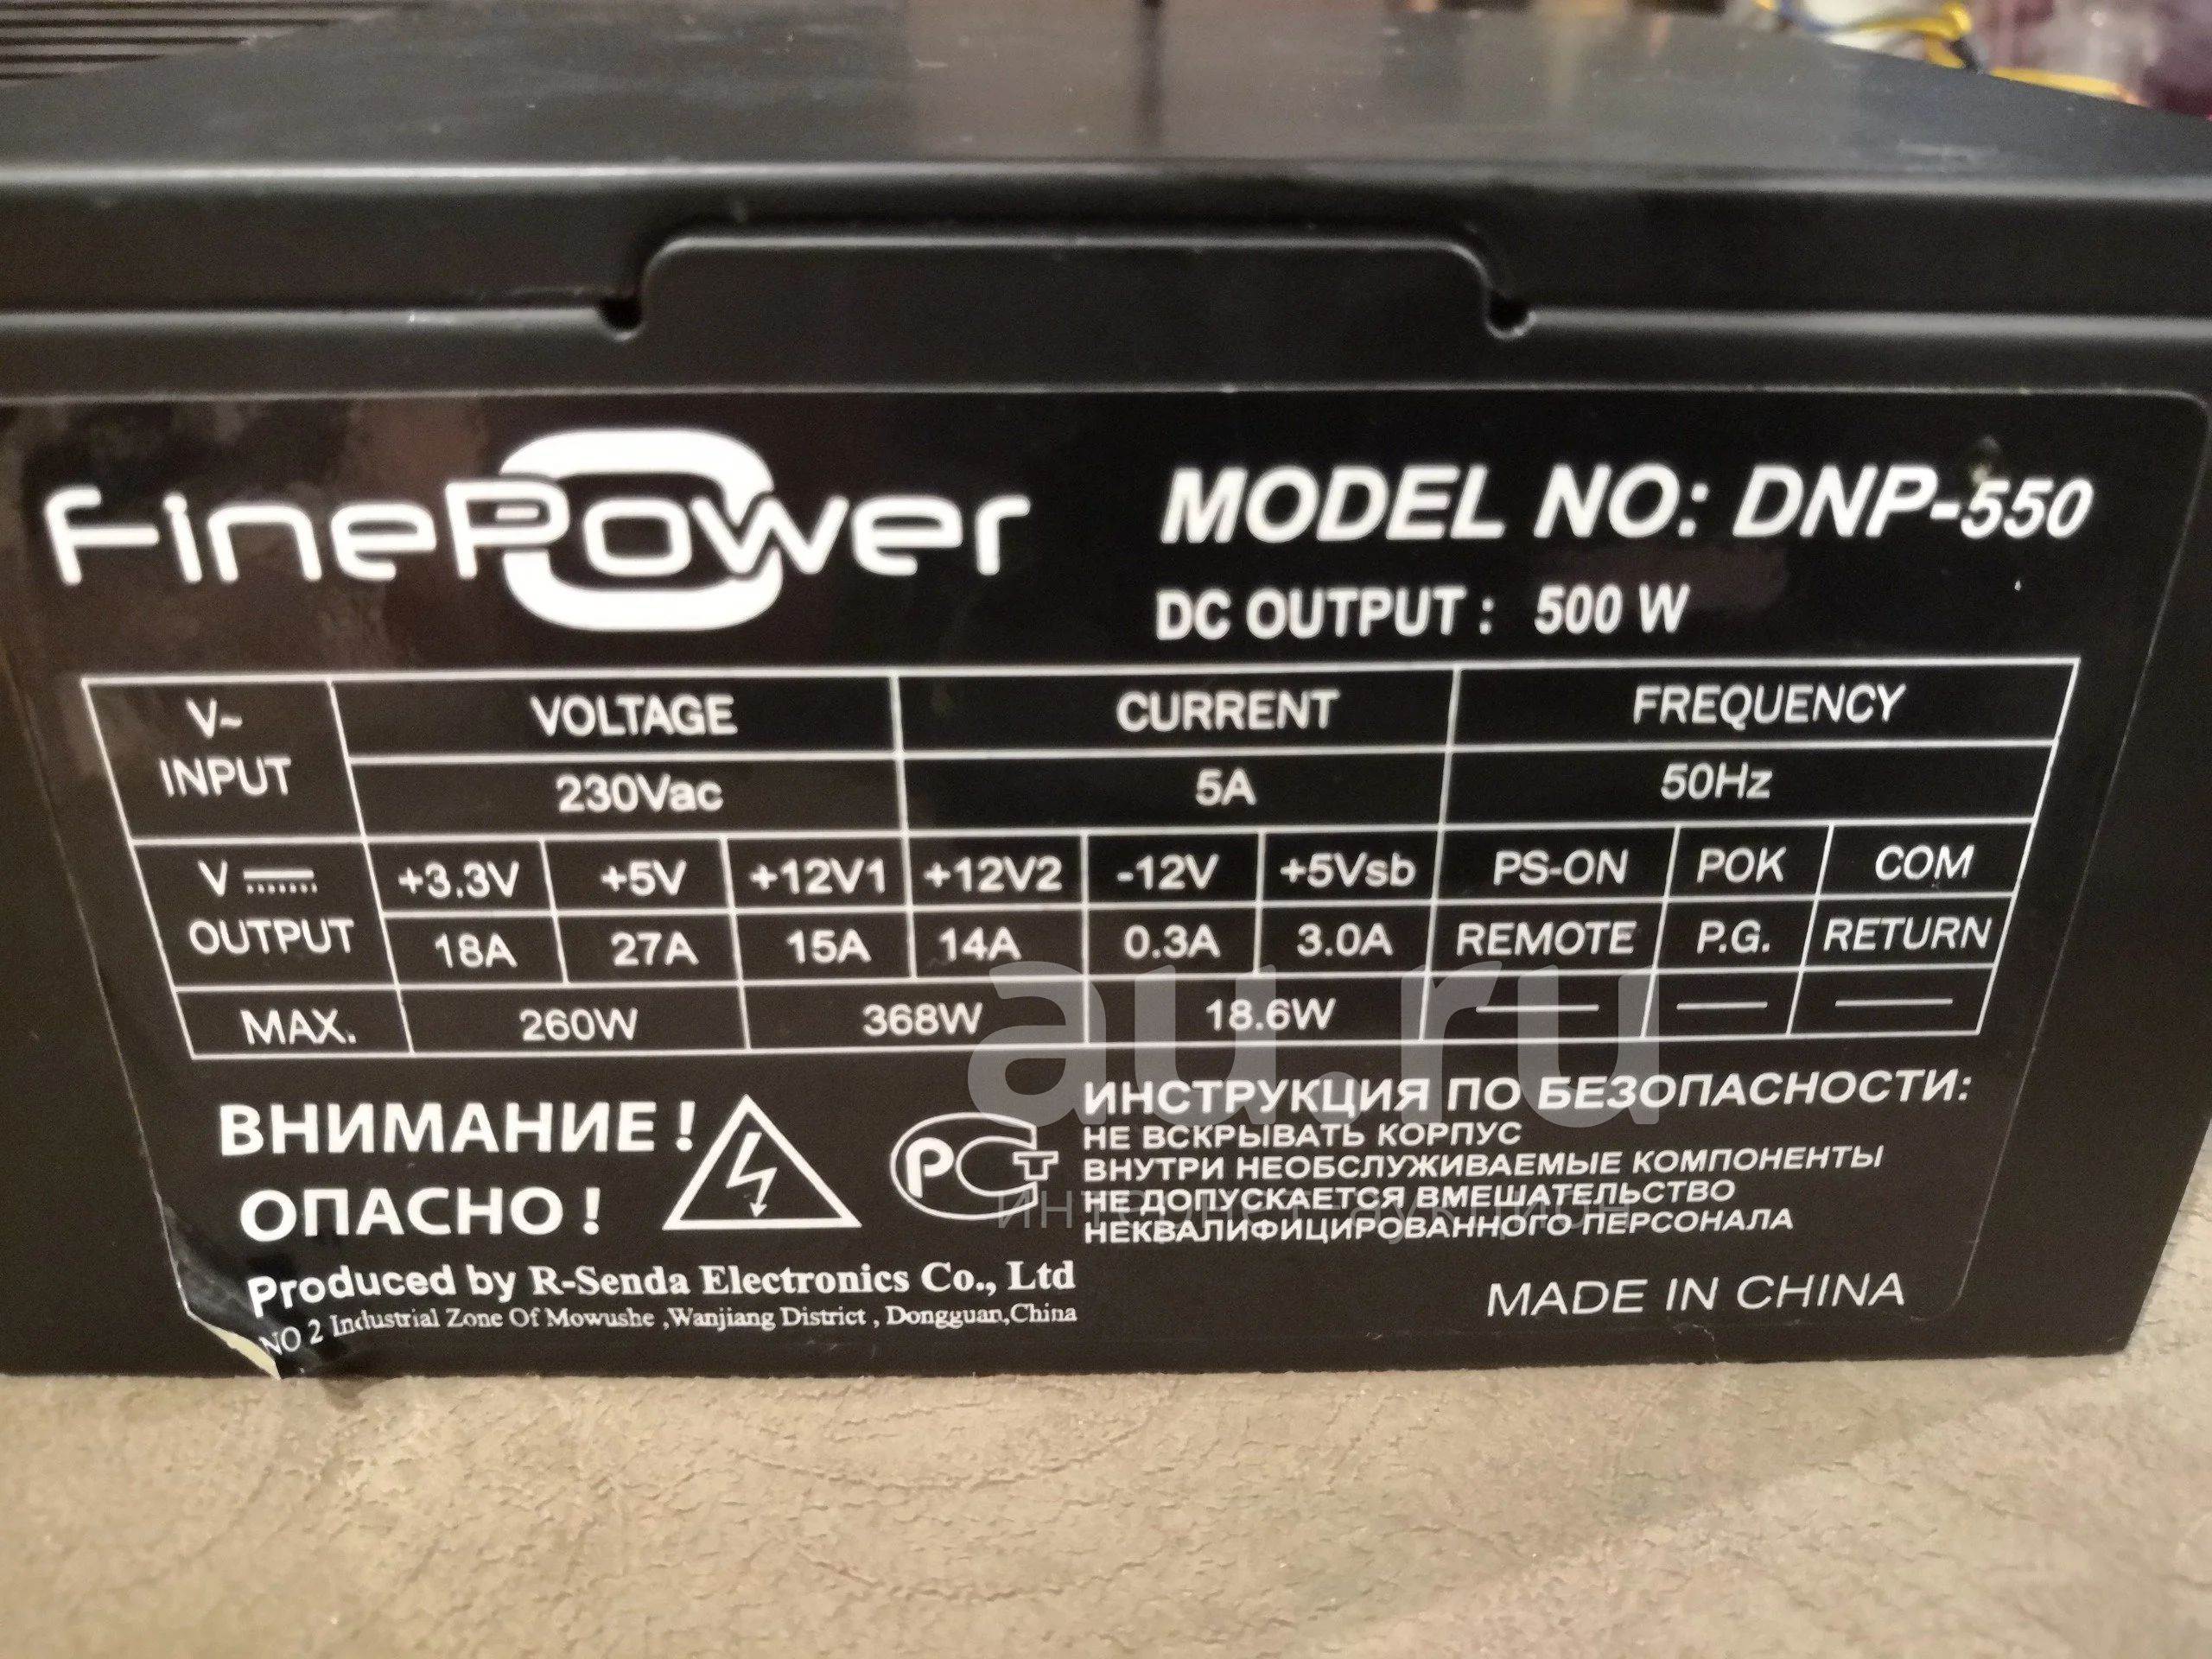 FinePower
MODEL NO: DNP-550
DC OUTPUT : 500 W
V~ INPUT VOLTAGE CURRENT FREQUENCY
230Vac 5A 50Hz
V OUTPUT +3.3V +5V +12V1 +12V2 -12V +5Vsb PS-ON POK COM
18A 27A 15A 14A 0.3A 3.0A REMOTE P.G. RETURN
MAX. 260W 368W 18.6W
ВНИМАНИЕ !
ОПАСНО !
РСТ
ИНСТРУКЦИЯ ПО БЕЗОПАСНОСТИ:
НЕ ВСКРЫВАТЬ КОРПУС
ВНУТРИ НЕОБСЛУЖИВАЕМЫЕ КОМПОНЕНТЫ
НЕ ДОПУСКАЕТСЯ ВМЕШАТЕЛЬСТВО
НЕКВАЛИФИЦИРОВАННОГО ПЕРСОНАЛА
Produced by R-Senda Electronics Co., Ltd
NO 2 Industrial Zone Of Mowushe ,Wanjiang District , Dongguan,China
MADE IN CHINA
au.ru
интернет-аукцион